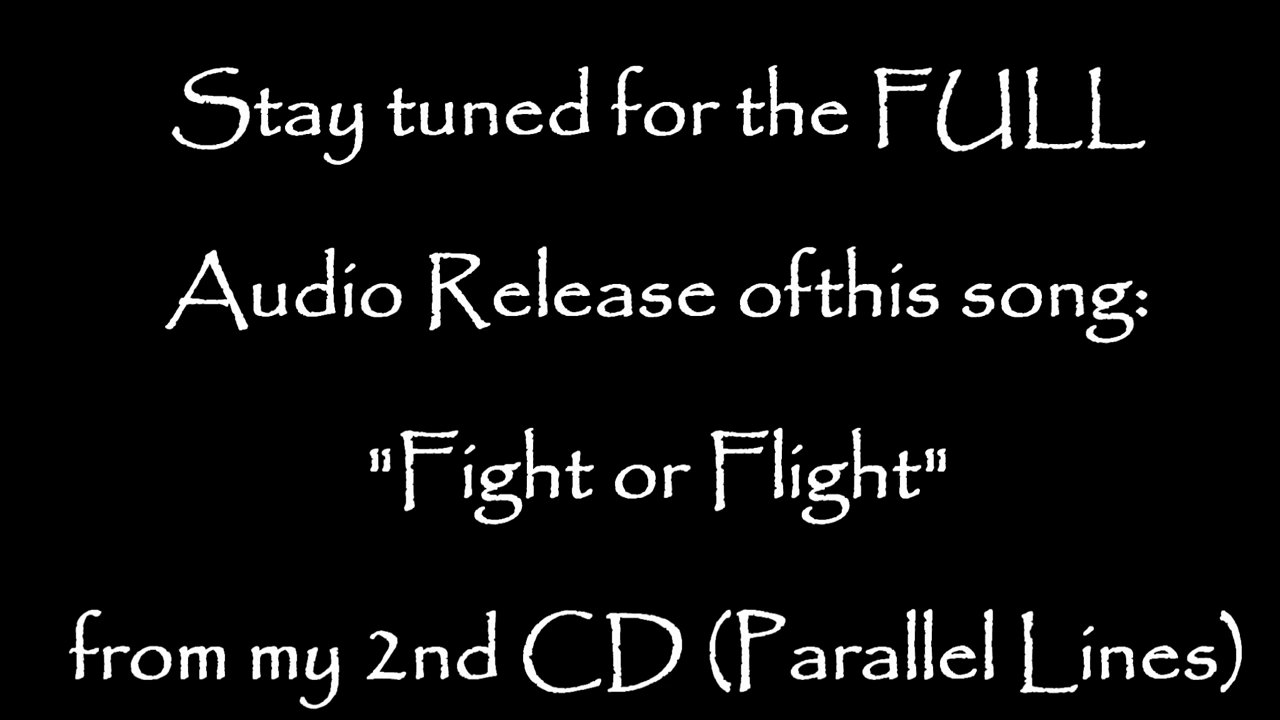 Stay tuned for the FULL
Audio Release ofthis song:
"Fight or Flight"
from my 2nd CD (Parallel Lines)